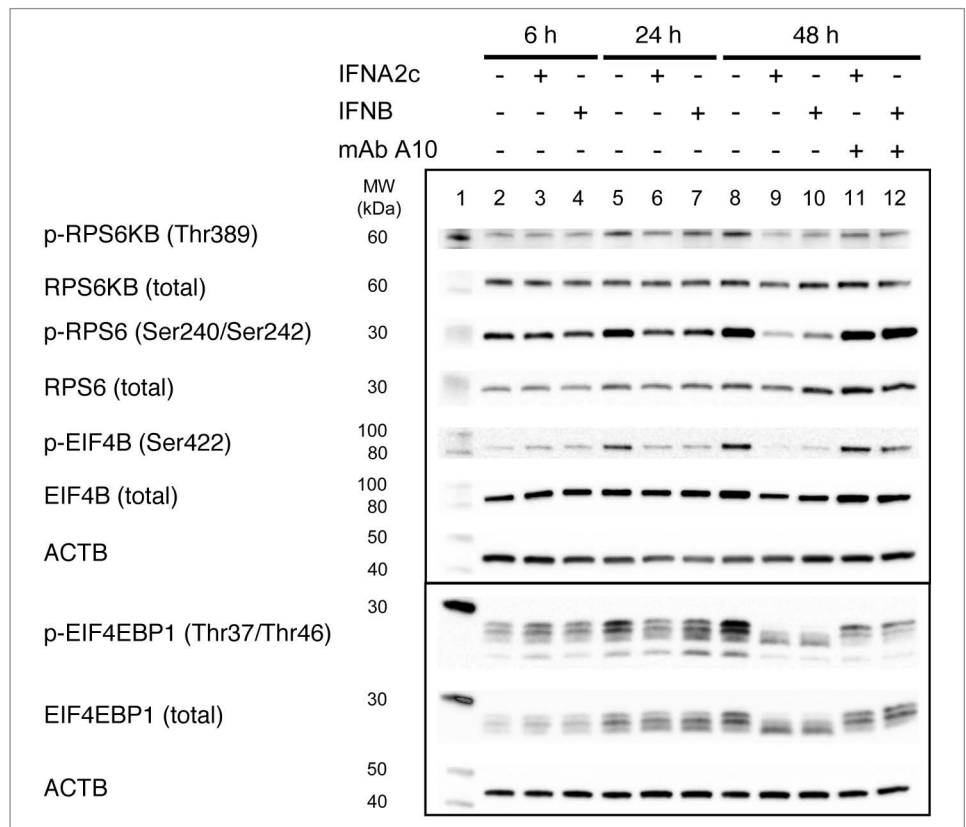 6 h 24 h 48 h
IFNA2c - + - - + - - + - + -
IFNB - - + - - + - - + - +
mAb A10 - - - - - - - - - + +
MW (kDa) 1 2 3 4 5 6 7 8 9 10 11 12
p-RPS6KB (Thr389) 60
RPS6KB (total) 60
p-RPS6 (Ser240/Ser242) 30
RPS6 (total) 30
p-EIF4B (Ser422) 100 80
EIF4B (total) 100 80
ACTB 50 40
p-EIF4EBP1 (Thr37/Thr46) 30
EIF4EBP1 (total) 30
ACTB 50 40